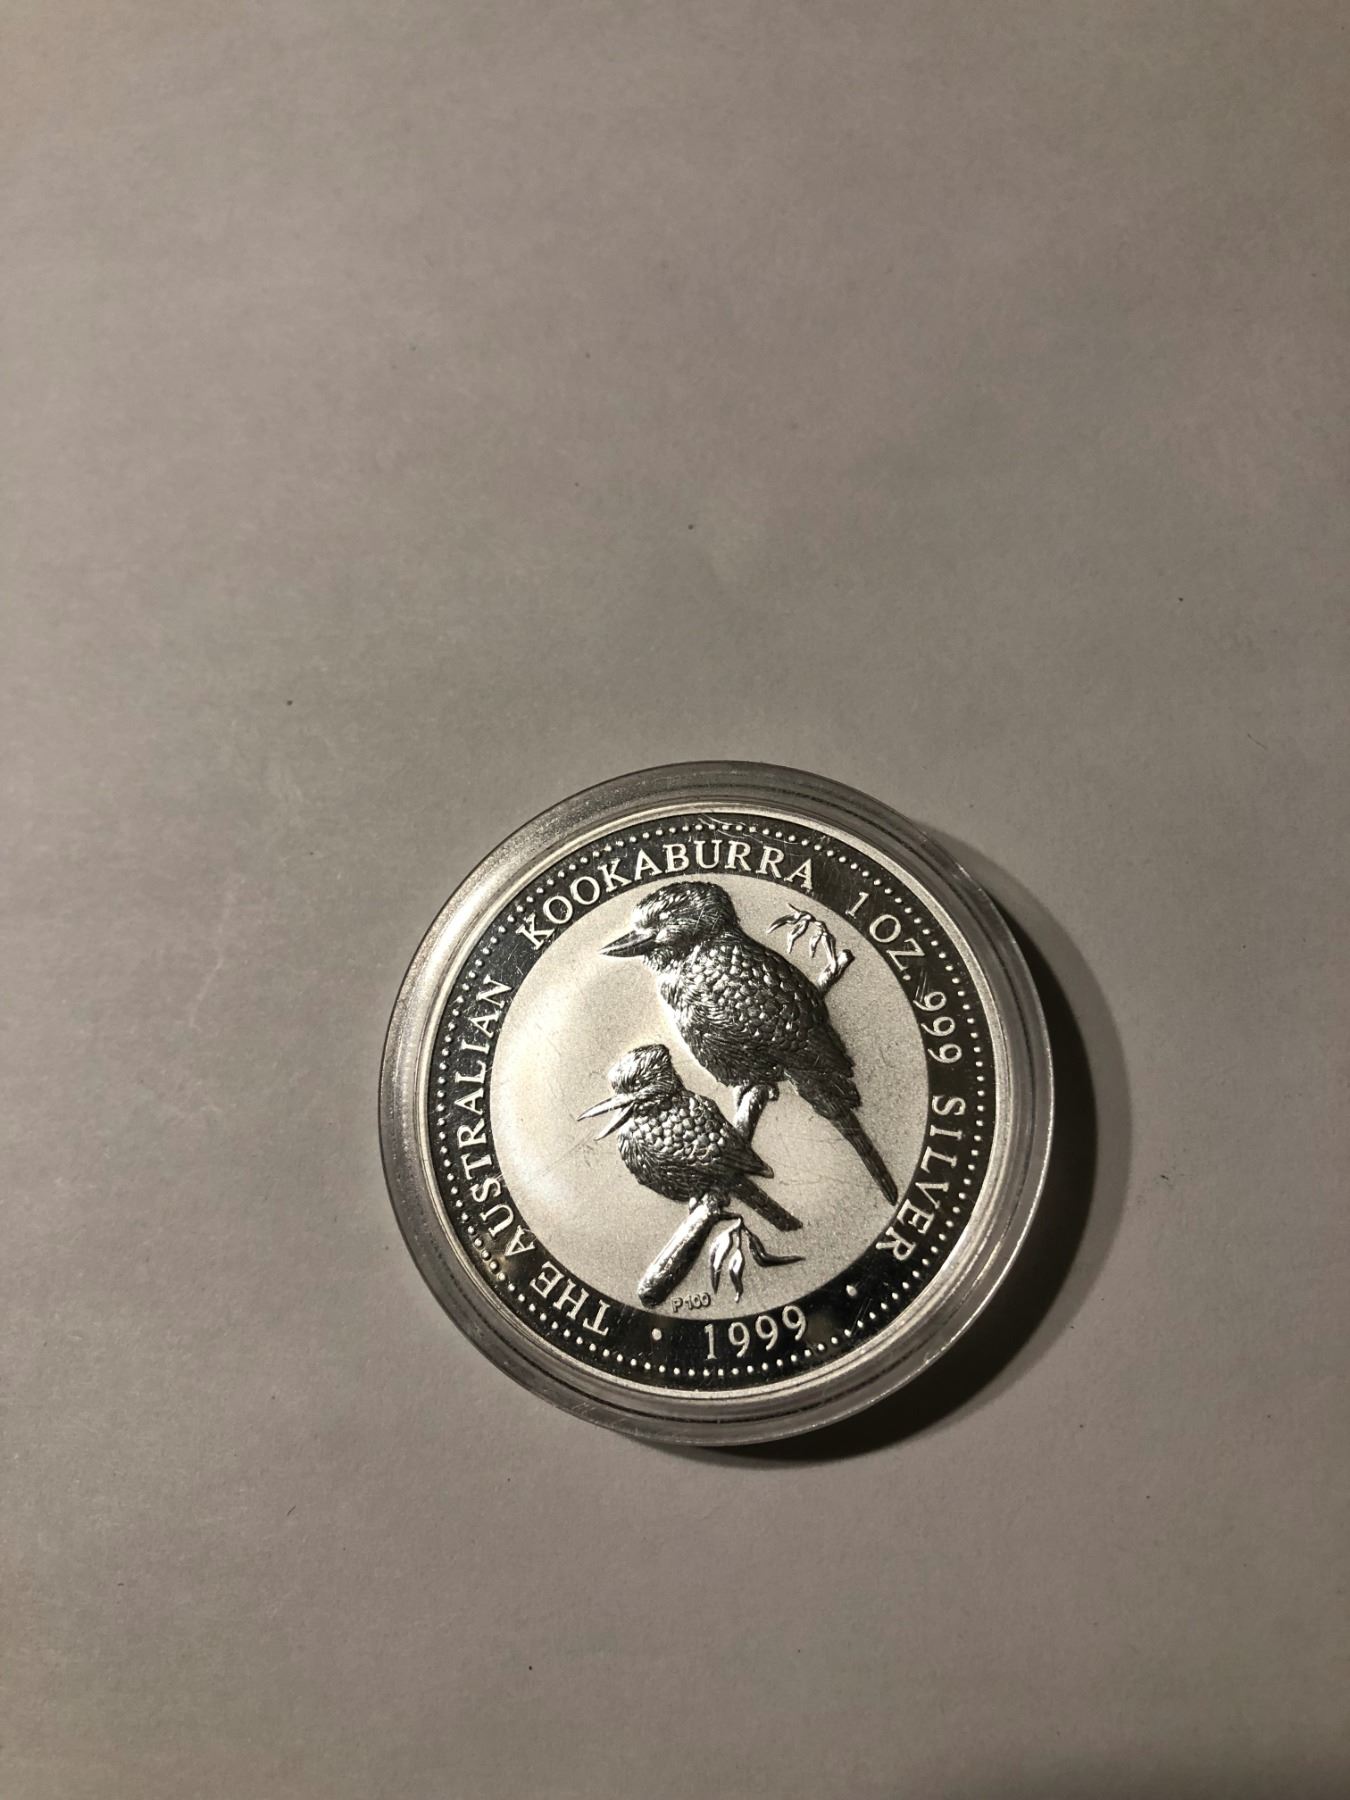 THE AUSTRALIAN KOOKABURRA 1 OZ. 999 SILVER
P100
• 1999 •